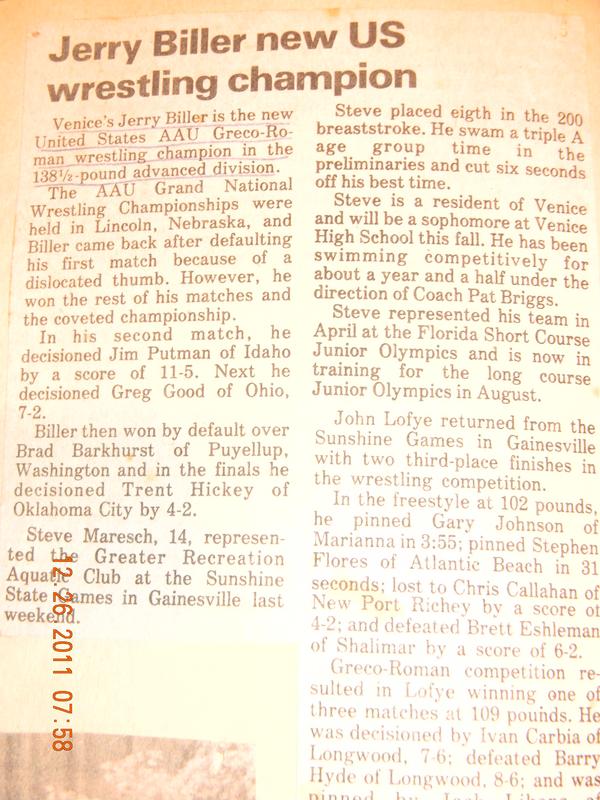 Jerry Biller new US
wrestling champion
Venice's Jerry Biller is the new
United States AAU Greco-Ro-
man wrestling champion in the
138½-pound advanced division.
The AAU Grand National
Wrestling Championships were
held in Lincoln, Nebraska, and
Biller came back after defaulting
his first match because of a
dislocated thumb. However, he
won the rest of his matches and
the coveted championship.
In his second match, he
decisioned Jim Putman of Idaho
by a score of 11-5. Next he
decisioned Greg Good of Ohio,
7-2.
Biller then won by default over
Brad Barkhurst of Puyellup,
Washington and in the finals he
decisioned Trent Hickey of
Oklahoma City by 4-2.
Steve Maresch, 14, represen-
ted the Greater Recreation
Aquatic Club at the Sunshine
State Games in Gainesville last
weekend.
Steve placed eigth in the 200
breaststroke. He swam a triple A
age group time in the
preliminaries and cut six seconds
off his best time.
Steve is a resident of Venice
and will be a sophomore at Venice
High School this fall. He has been
swimming competitively for
about a year and a half under the
direction of Coach Pat Briggs.
Steve represented his team in
April at the Florida Short Course
Junior Olympics and is now in
training for the long course
Junior Olympics in August.
John Lofye returned from the
Sunshine Games in Gainesville
with two third-place finishes in
the wrestling competition.
In the freestyle at 102 pounds,
he pinned Gary Johnson of
Marianna in 3:55; pinned Stephen
Flores of Atlantic Beach in 31
seconds; lost to Chris Callahan of
New Port Richey by a score of
4-2; and defeated Brett Eshleman
of Shalimar by a score of 6-2.
Greco-Roman competition re-
sulted in Lofye winning one of
three matches at 109 pounds. He
was decisioned by Ivan Carbia of
Longwood, 7-6; defeated Barry
Hyde of Longwood, 8-6; and was
pinned by Jack
12 26 2011 07:58